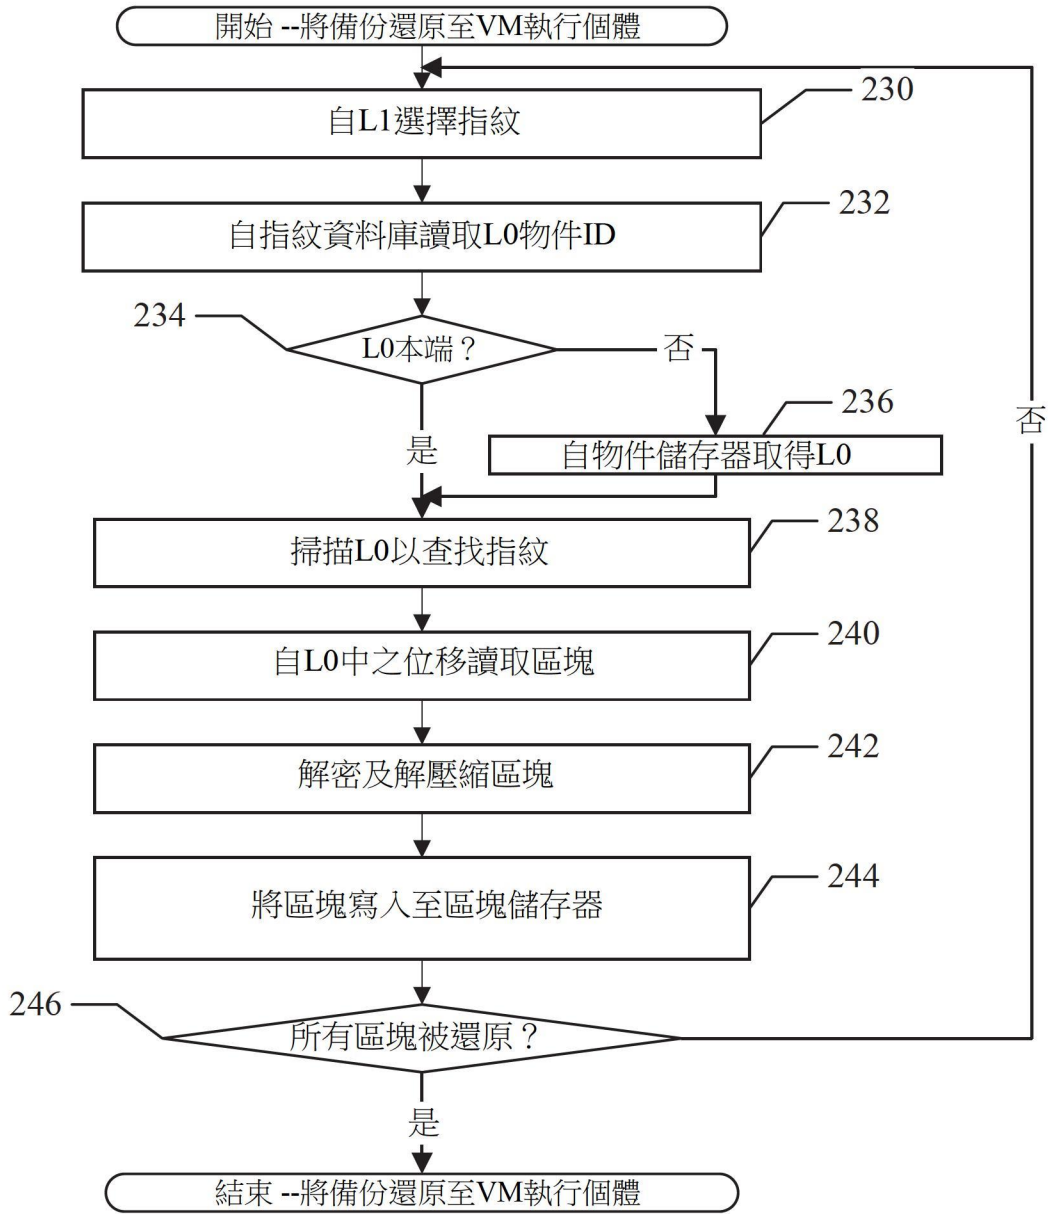 開始 --將備份還原至VM執行個體
230
自L1選擇指紋
232
自指紋資料庫讀取L0物件ID
234
L0本端？
否
236
自物件儲存器取得L0
否
是
238
掃描L0以查找指紋
240
自L0中之位移讀取區塊
242
解密及解壓縮區塊
244
將區塊寫入至區塊儲存器
246
所有區塊被還原？
是
結束 --將備份還原至VM執行個體